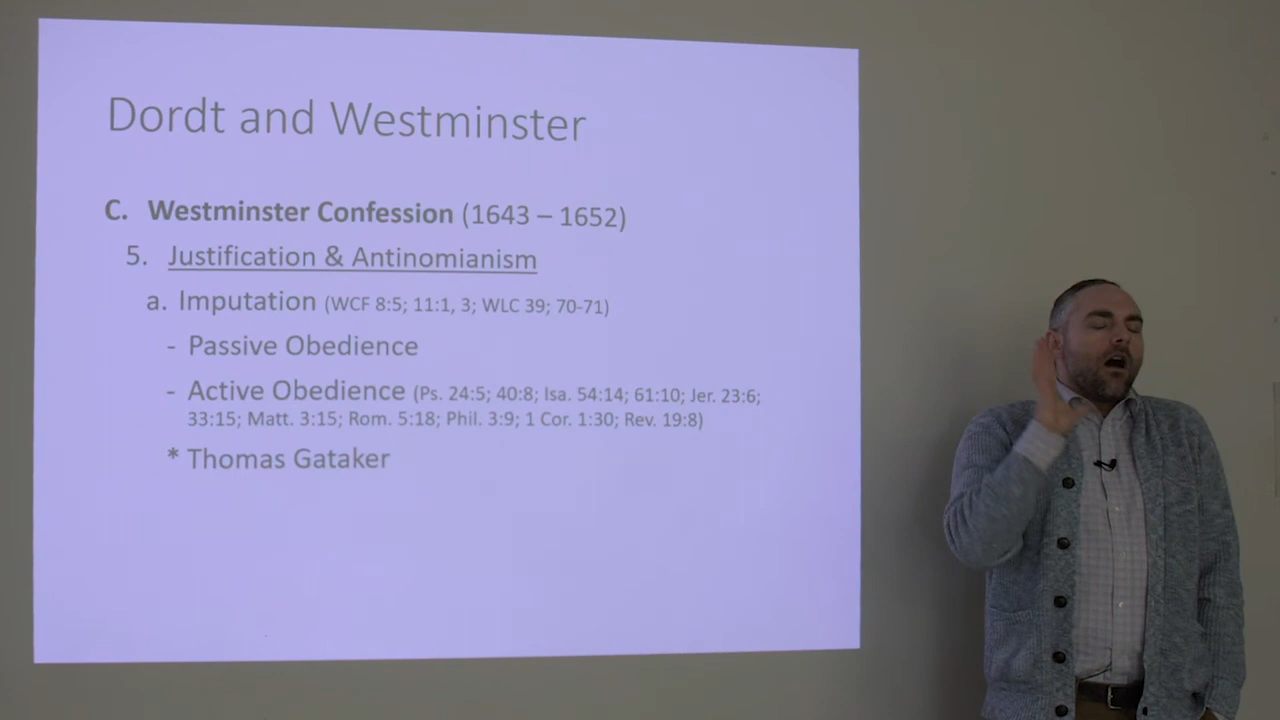 Dordt and Westminster
C. Westminster Confession (1643 – 1652)
5. Justification & Antinomianism
a. Imputation (WCF 8:5; 11:1, 3; WLC 39; 70-71)
- Passive Obedience
- Active Obedience (Ps. 24:5; 40:8; Isa. 54:14; 61:10; Jer. 23:6;
33:15; Matt. 3:15; Rom. 5:18; Phil. 3:9; 1 Cor. 1:30; Rev. 19:8)
* Thomas Gataker